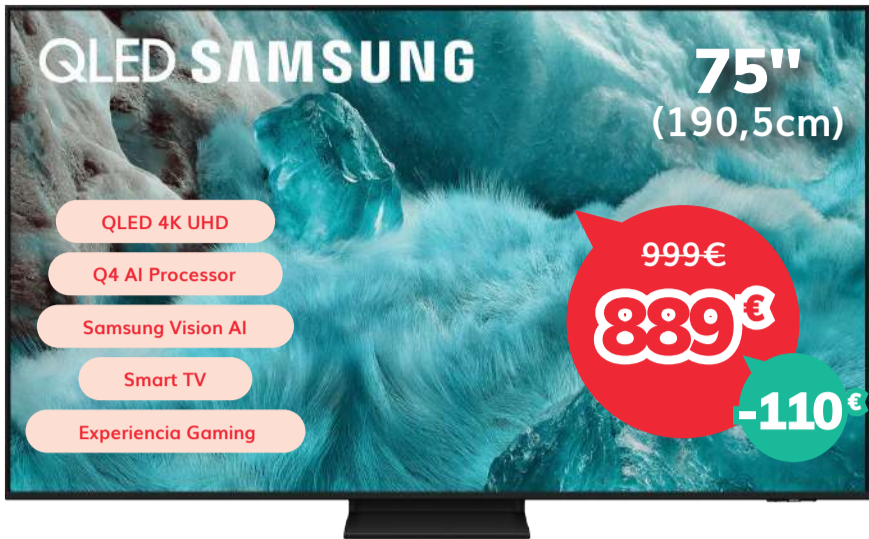 QLED SAMSUNG
75"
(190,5cm)
QLED 4K UHD
Q4 AI Processor
Samsung Vision AI
Smart TV
Experiencia Gaming
999€
889€
-110€